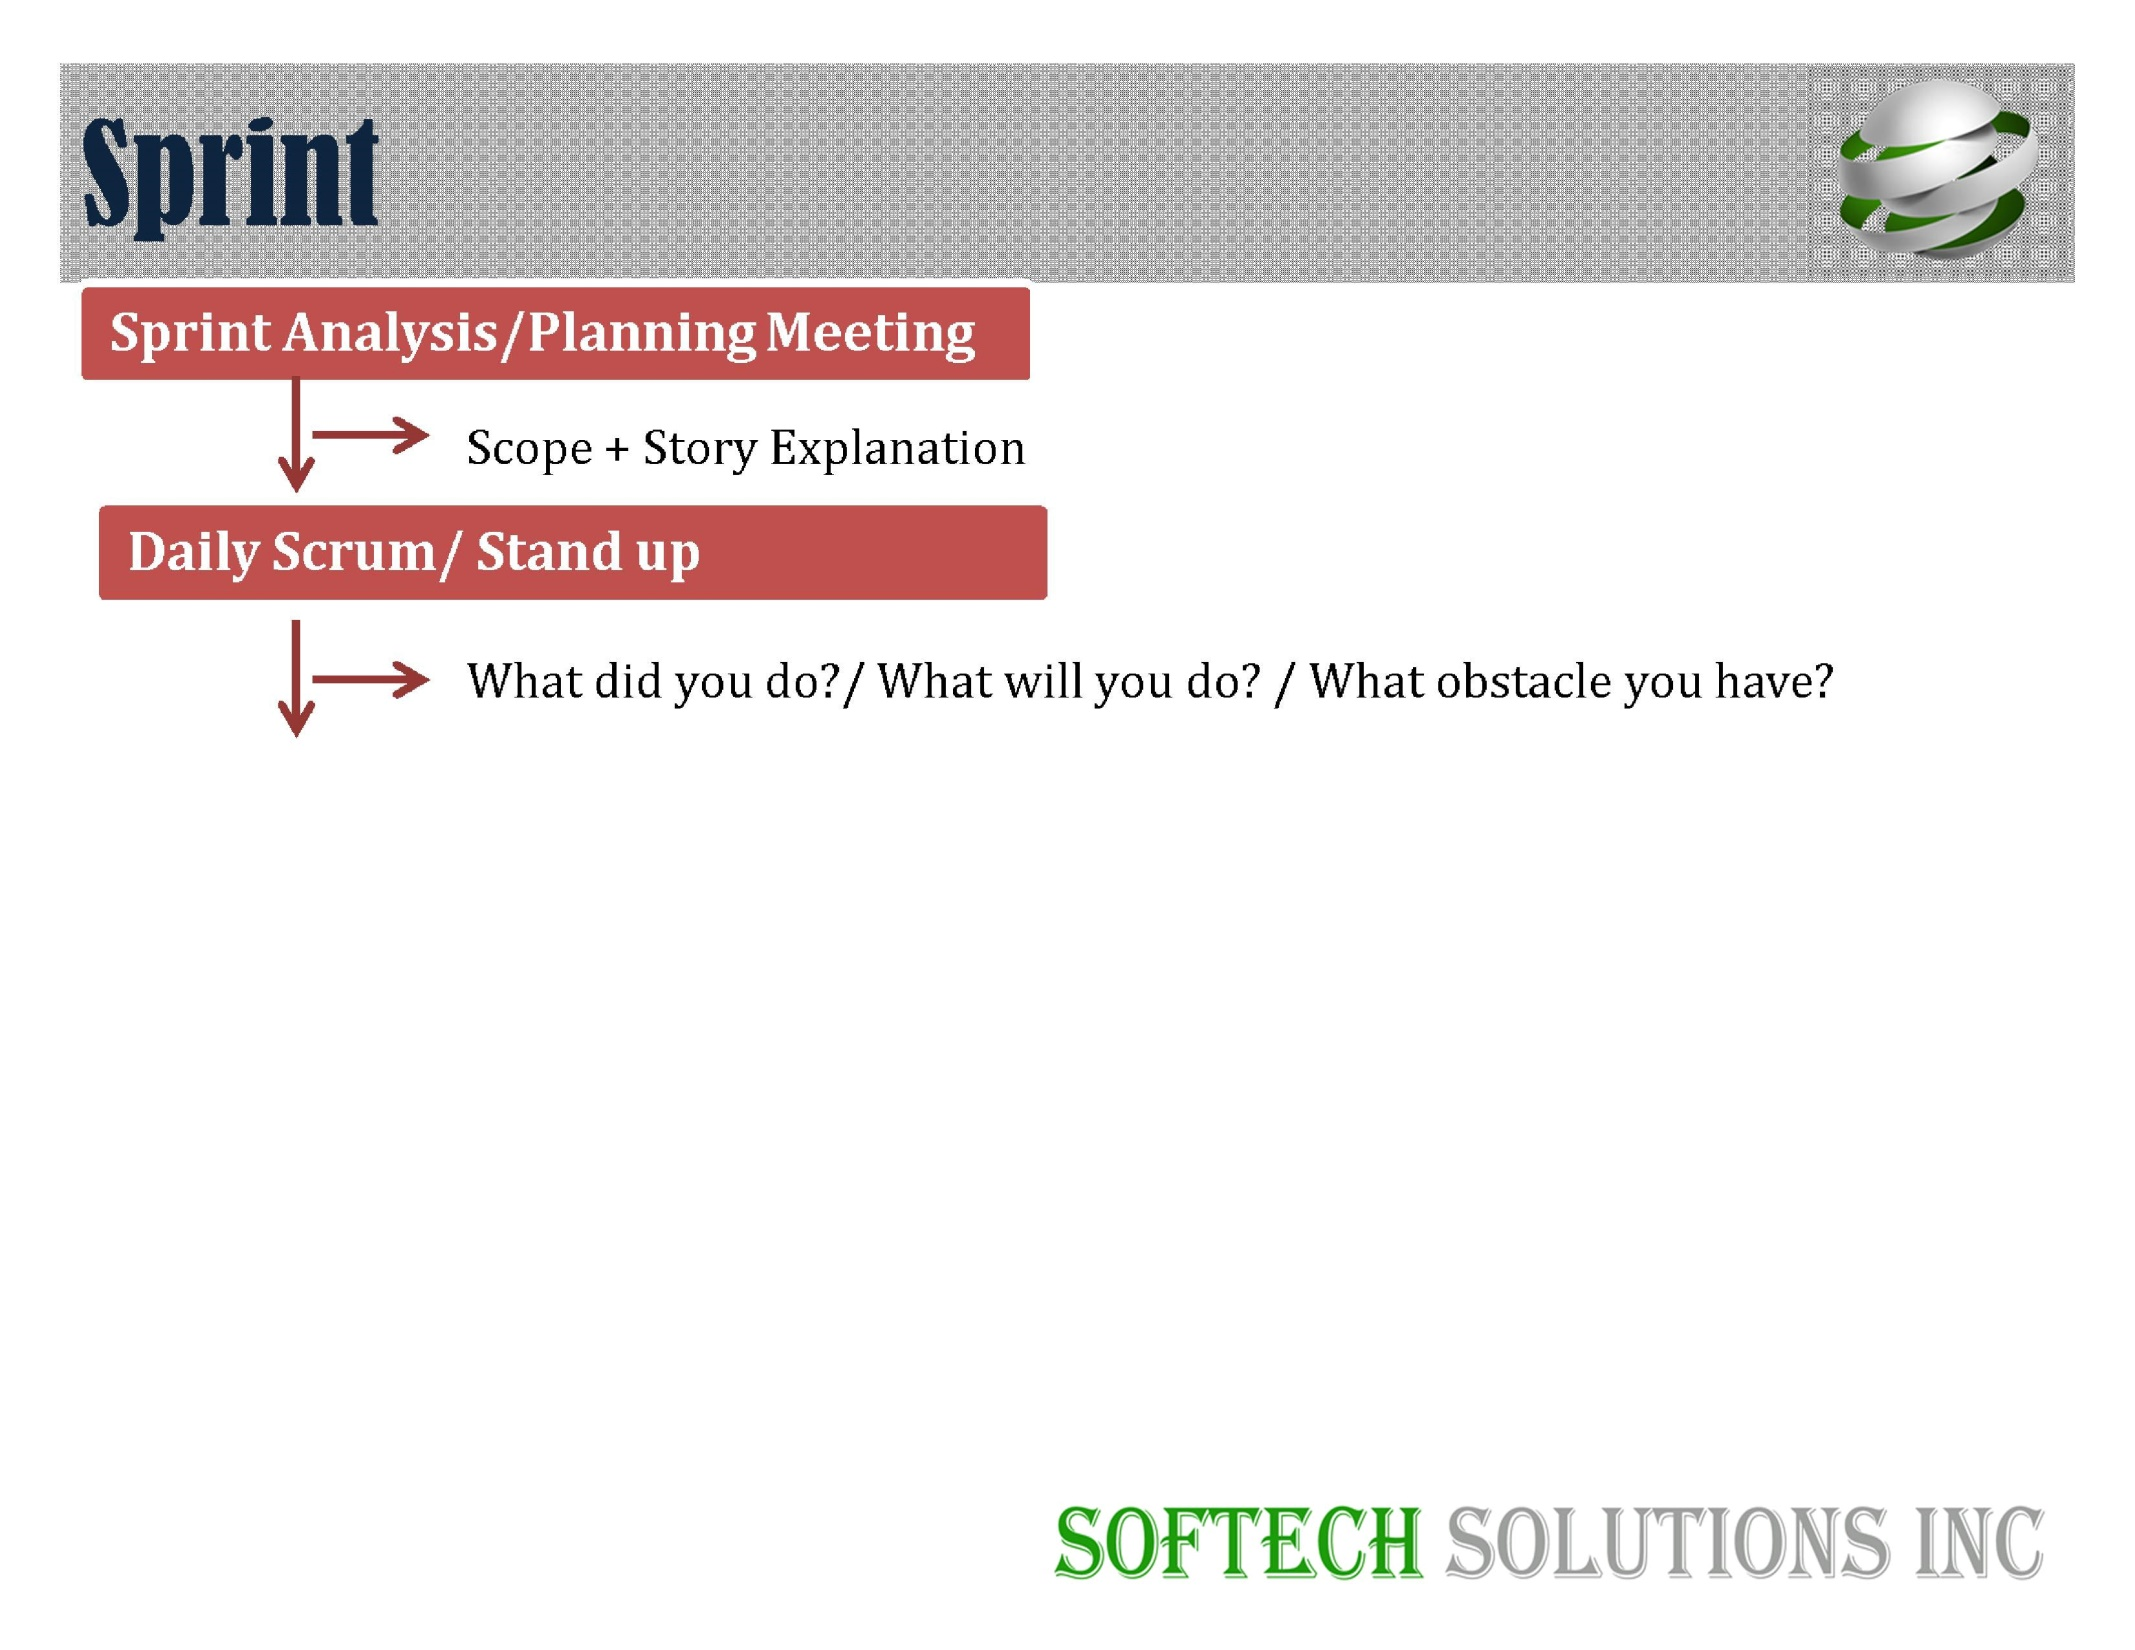 Sprint
Sprint Analysis/Planning Meeting
Scope + Story Explanation
Daily Scrum/ Stand up
What did you do?/ What will you do? / What obstacle you have?
SOFTECH SOLUTIONS INC